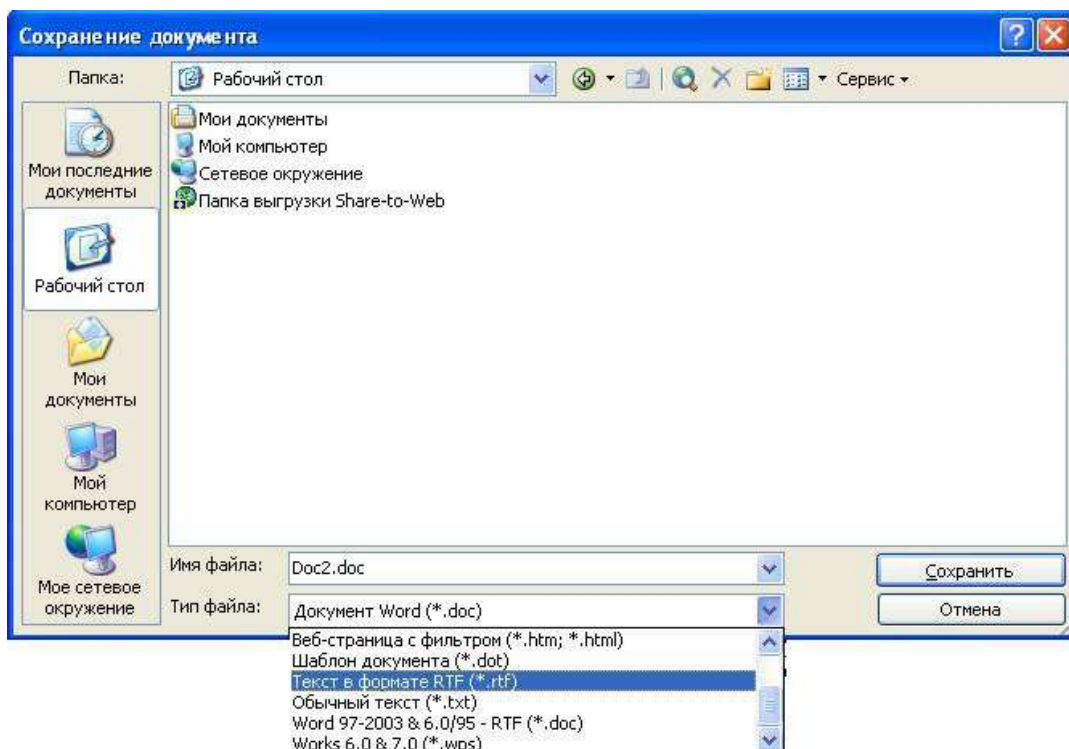 Сохранение документа
Папка:
Рабочий стол
Сервис
Мои последние
документы
Рабочий стол
Мои
документы
Мой
компьютер
Мое сетевое
окружение
Мои документы
Мой компьютер
Сетевое окружение
Папка выгрузки Share-to-Web
Имя файла:
Doc2.doc
Сохранить
Тип файла:
Документ Word (*.doc)
Отмена
Веб-страница с фильтром (*.htm; *.html)
Шаблон документа (*.dot)
Текст в формате RTF (*.rtf)
Обычный текст (*.txt)
Word 97-2003 & 6.0/95 - RTF (*.doc)
Works 6.0 & 7.0 (*.wps)